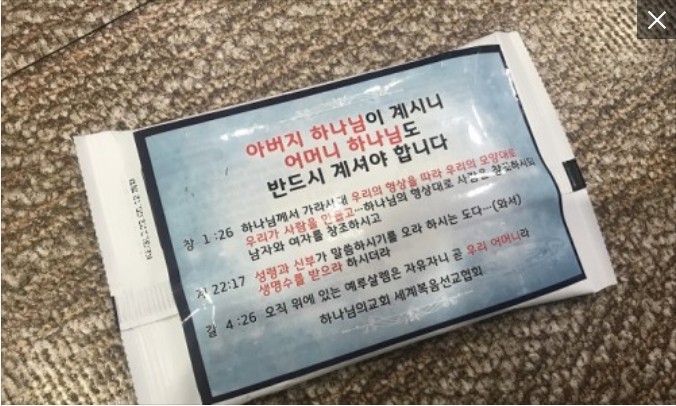 아버지 하나님이 계시니
어머니 하나님도
반드시 계셔야 합니다
창 1:26 하나님께서 가라사대 우리의 형상을 따라 우리의 모양대로
우리가 사람을 만들고…하나님의 형상대로 사람을 창조하시되
남자와 여자를 창조하시고
계 22:17 성령과 신부가 말씀하시기를 오라 하시는 도다…(와서)
생명수를 받으라 하시더라
갈 4:26 오직 위에 있는 예루살렘은 자유자니 곧 우리 어머니라
하나님의교회 세계복음선교협회